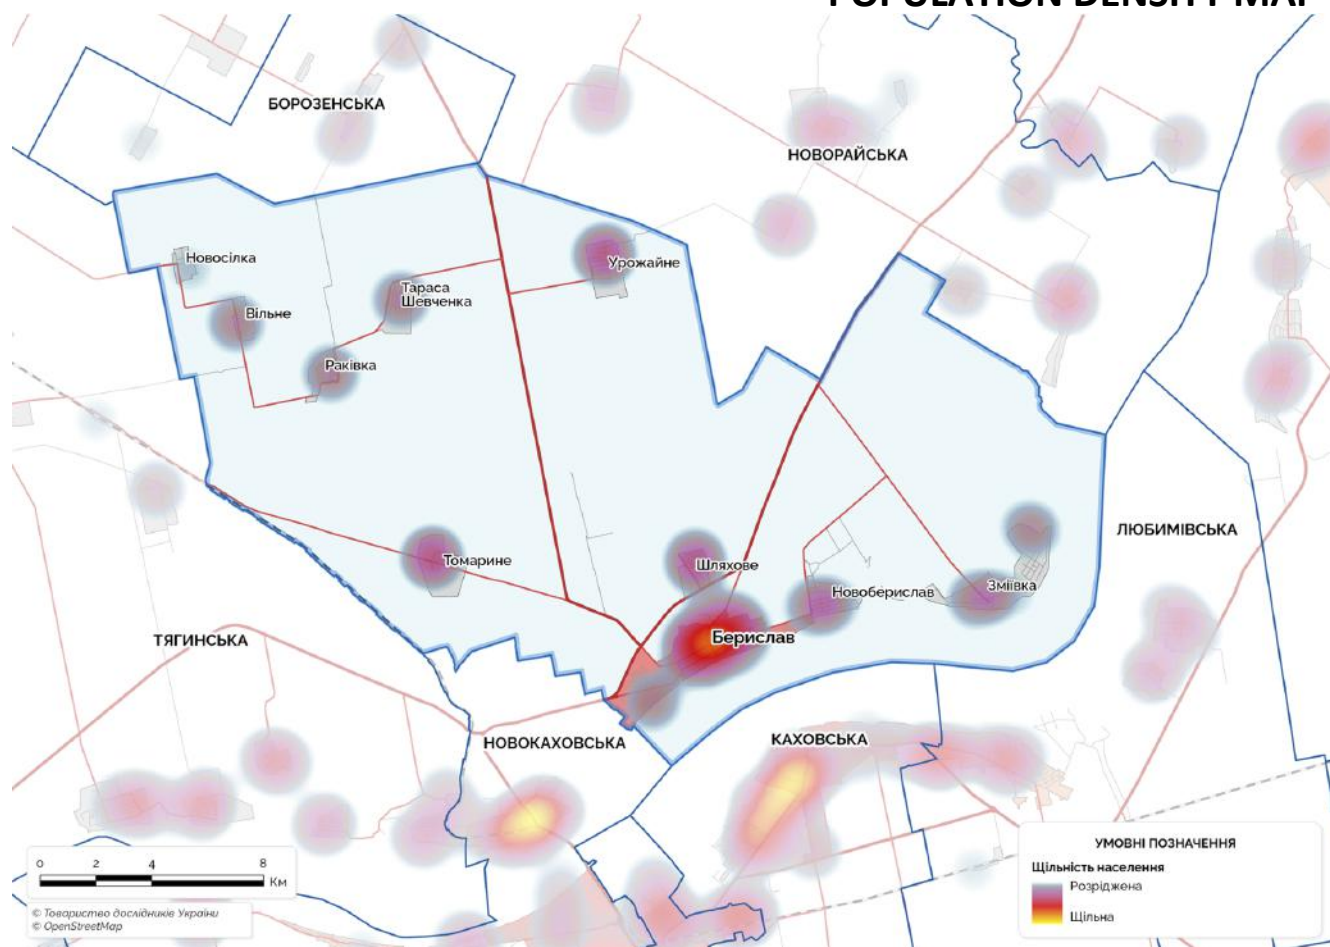 POPULATION DENSITY MAP
БОРОЗЕНСЬКА
НОВОРАЙСЬКА
Новосілка
Урожайне
Тараса
Шевченка
Вільне
Раківка
ЛЮБИМІВСЬКА
Томарине
Шляхове
Зміївка
Новоберислав
Берислав
ТЯГИНСЬКА
НОВОКАХОВСЬКА
КАХОВСЬКА
УМОВНІ ПОЗНАЧЕННЯ
Щільність населення
Розріджена
Щільна
0 2 4 8
Км
© Товариство дослідників України
© OpenStreetMap